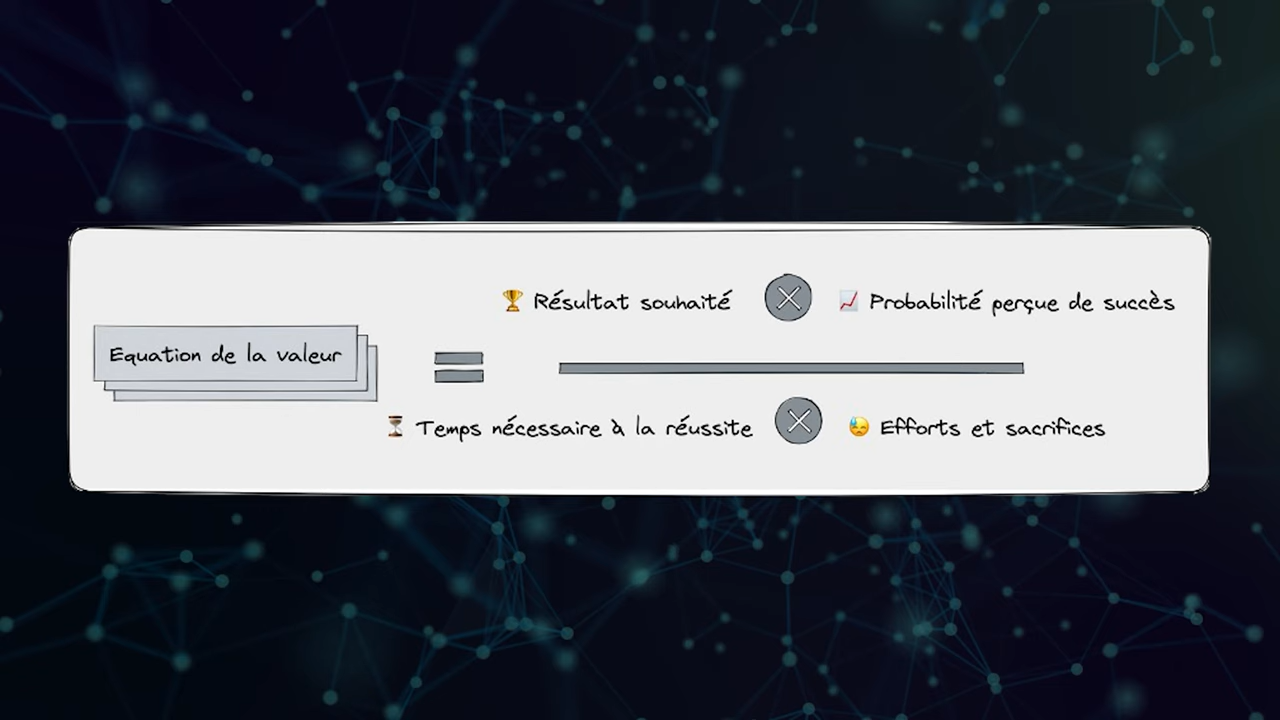 Résultat souhaité
Probabilité perçue de succès
Equation de la valeur
Temps nécessaire à la réussite
Efforts et sacrifices